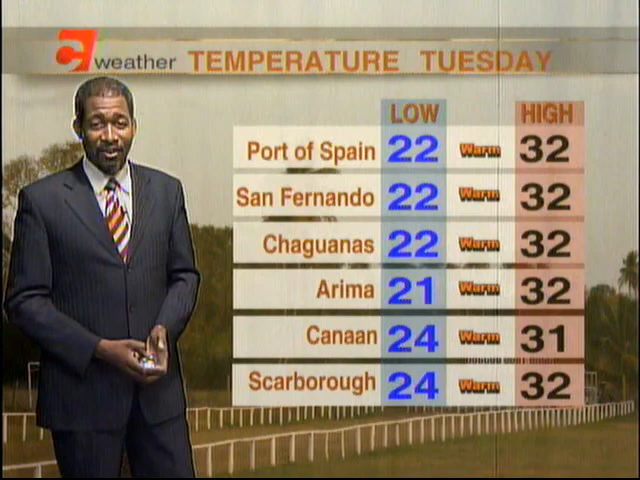 weather TEMPERATURE TUESDAY
LOW HIGH
Port of Spain 22 Warm 32
San Fernando 22 Warm 32
Chaguanas 22 Warm 32
Arima 21 Warm 32
Canaan 24 Warm 31
Scarborough 24 Warm 32